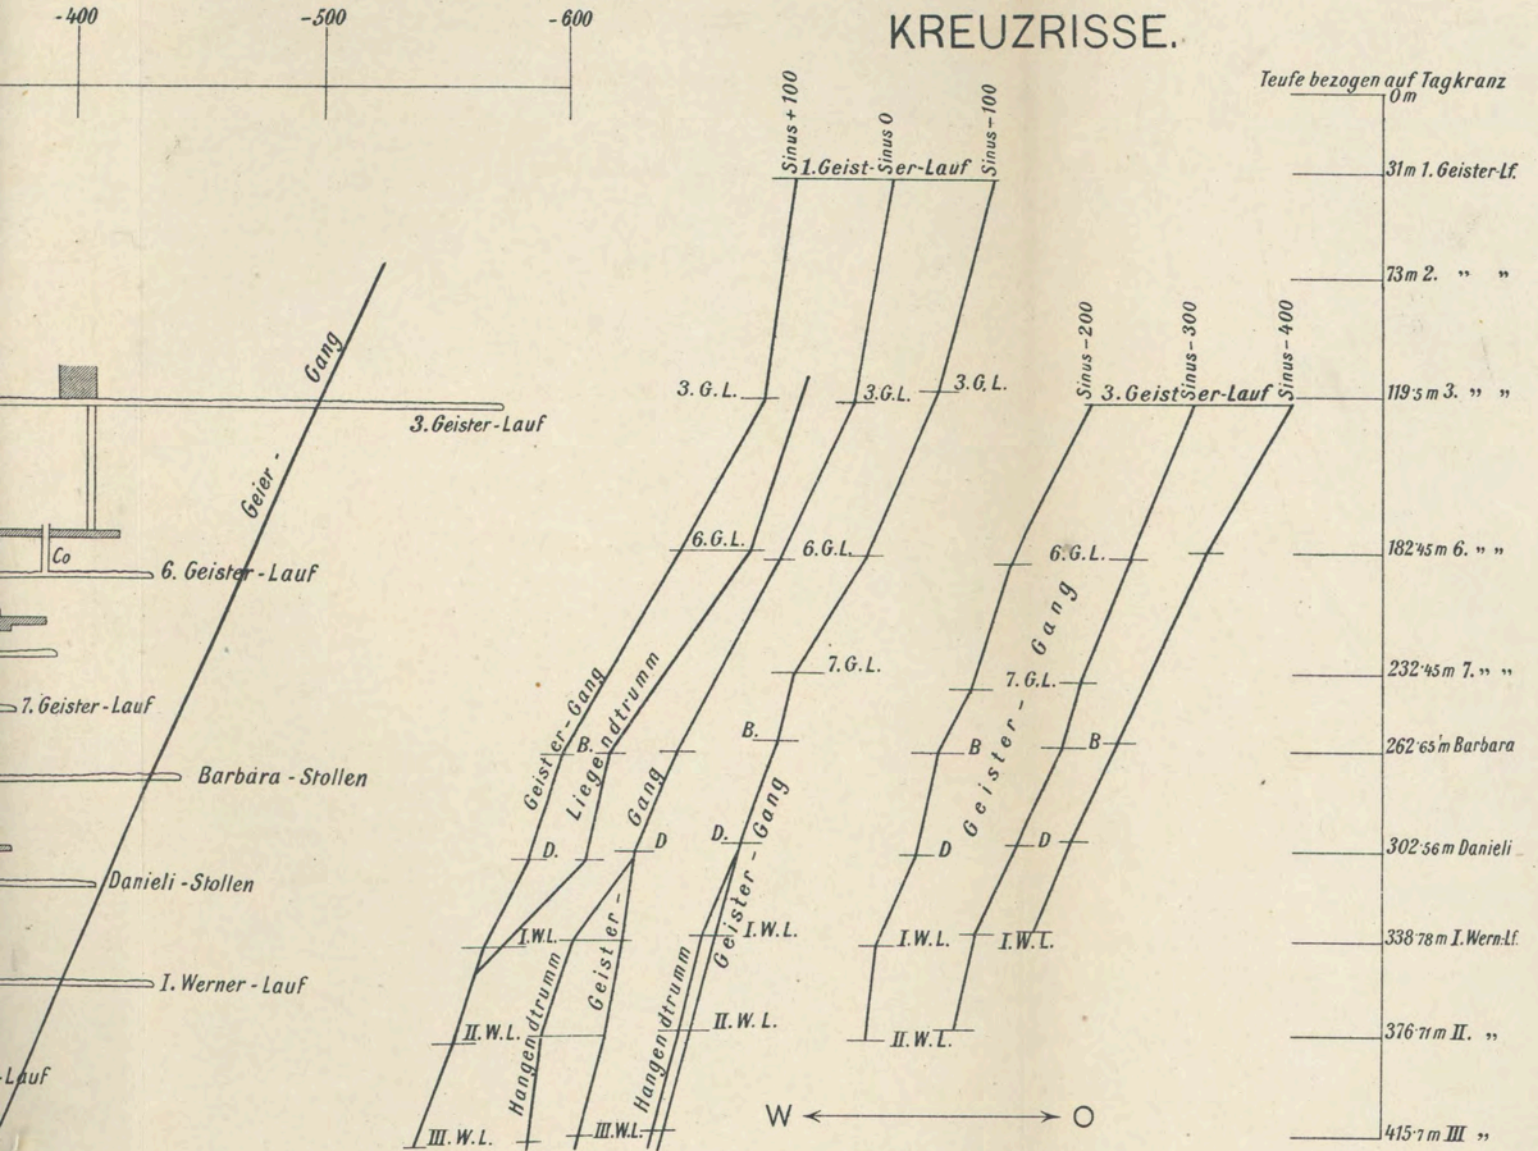 -400
-500
-600
KREUZRISSE.
Teufe bezogen auf Tagkranz
0m
31m 1. Geister-Lf.
73m 2. " "
119·5m 3. " "
182·45m 6. " "
232·45m 7. " "
262·65m Barbara
302·56m Danieli
338·78m I. Wern-Lf.
376·71m II. "
415·7m III "
Sinus + 100
Sinus 0
Sinus - 100
1. Geist-er-Lauf
Sinus - 200
Sinus - 300
Sinus - 400
3. Geist-er-Lauf
Geier - Gang
3. Geister-Lauf
Co
6. Geister-Lauf
7. Geister-Lauf
Barbara - Stollen
Danieli - Stollen
I. Werner - Lauf
-Lauf
3. G. L.
3. G. L.
3. G. L.
6. G. L.
6. G. L.
6. G. L.
7. G. L.
7. G. L.
Geister - Gang
Liegendtrumm
Gang
Geister-
Geister - Gang
Geister - Gang
B.
B.
B
B
D.
D
D.
D
D
I. W. L.
I. W. L.
I. W. L.
I. W. L.
Hangendtrumm
Hangendtrumm
II. W. L.
II. W. L.
II. W. L.
III. W. L.
III. W. L.
W
O